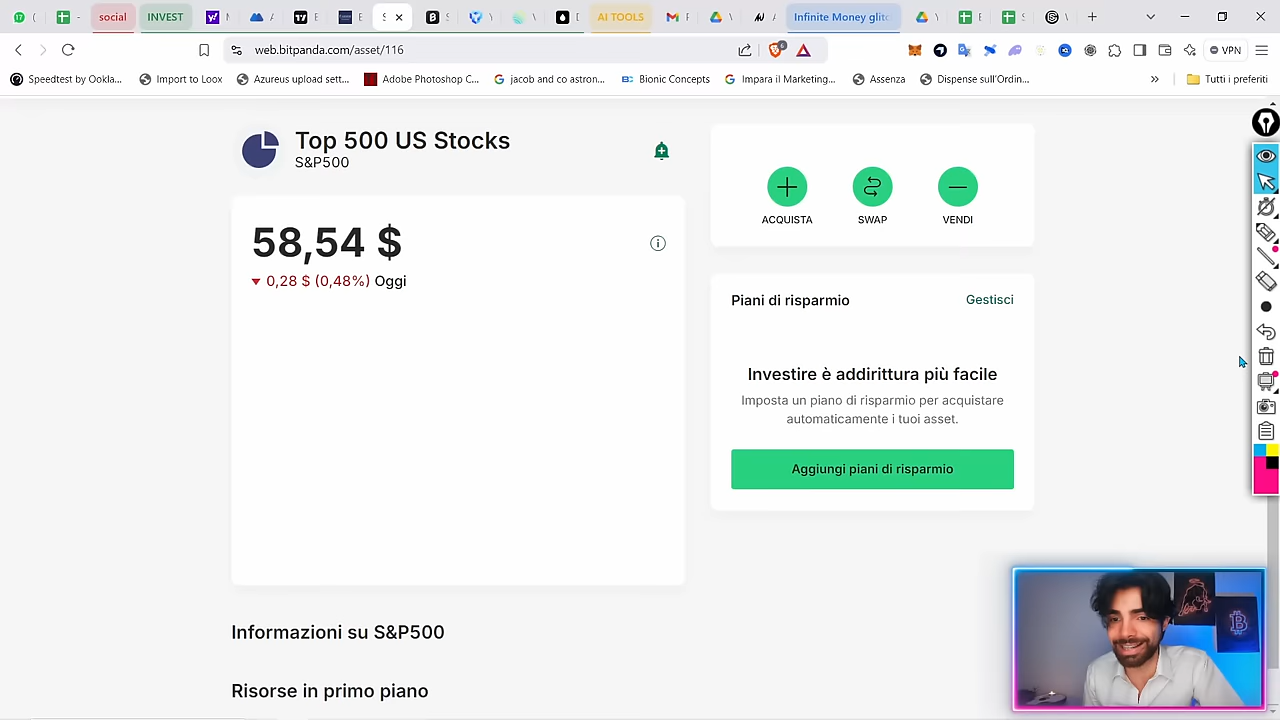 17
social
INVEST
AI TOOLS
Infinite Money glitc
web.bitpanda.com/asset/116
6
VPN
Speedtest by Ookla...
Import to Loox
Azureus upload sett...
Adobe Photoshop C...
jacob and co astron...
Bionic Concepts
Impara il Marketing...
Assenza
Dispense sull'Ordin...
»
Tutti i preferiti
Top 500 US Stocks
S&P500
58,54 $
0,28 $ (0,48%) Oggi
ACQUISTA
SWAP
VENDI
Piani di risparmio
Gestisci
Investire è addirittura più facile
Imposta un piano di risparmio per acquistare
automaticamente i tuoi asset.
Aggiungi piani di risparmio
Informazioni su S&P500
Risorse in primo piano